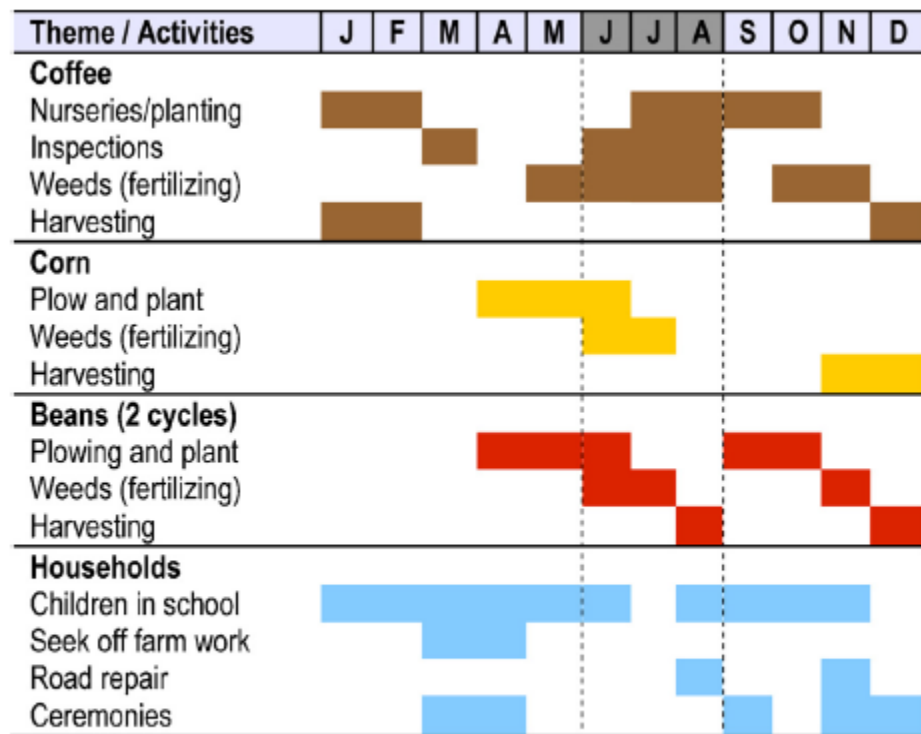 Theme / Activities J F M A M J J A S O N D
Coffee
Nurseries/planting
Inspections
Weeds (fertilizing)
Harvesting
Corn
Plow and plant
Weeds (fertilizing)
Harvesting
Beans (2 cycles)
Plowing and plant
Weeds (fertilizing)
Harvesting
Households
Children in school
Seek off farm work
Road repair
Ceremonies